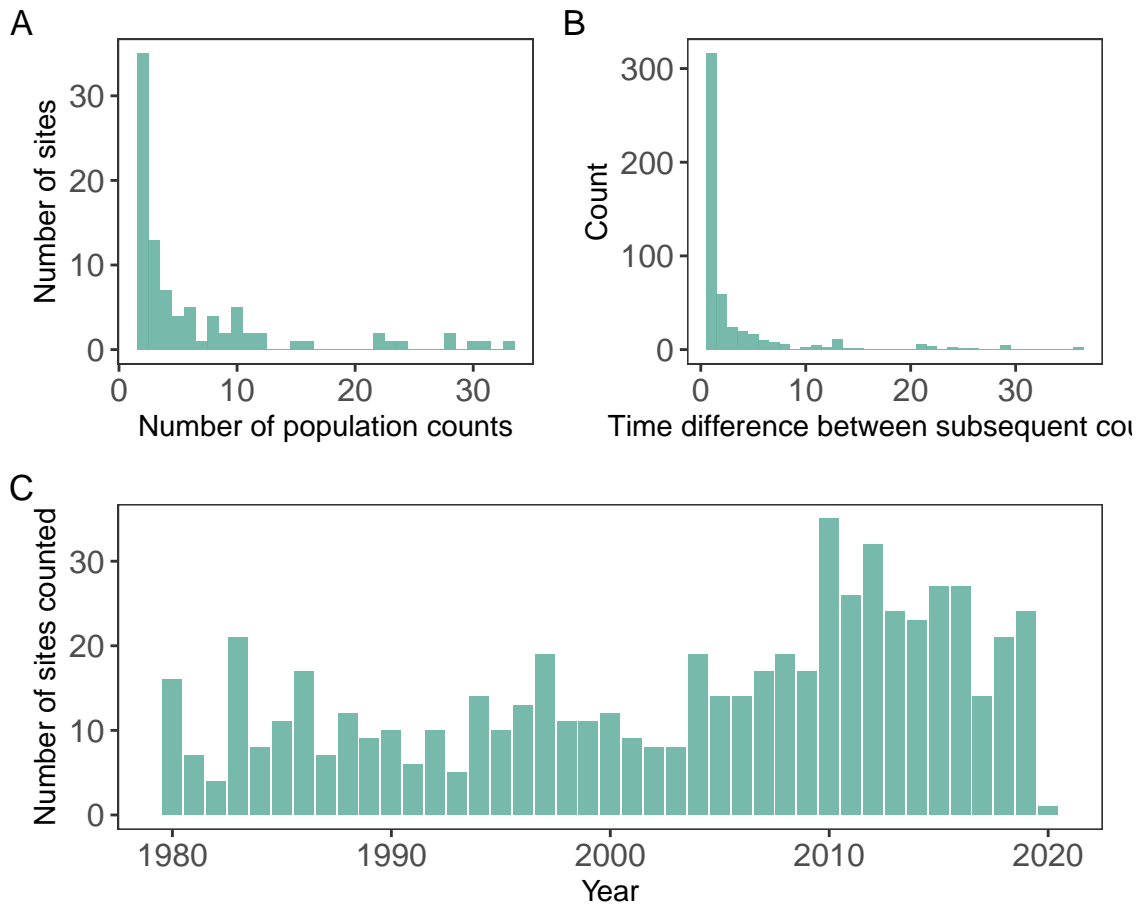 A
B
Number of sites
30
20
10
0
0
10
20
30
Number of population counts
Count
300
200
100
0
0
10
20
30
Time difference between subsequent cou
C
Number of sites counted
30
20
10
0
1980
1990
2000
2010
2020
Year